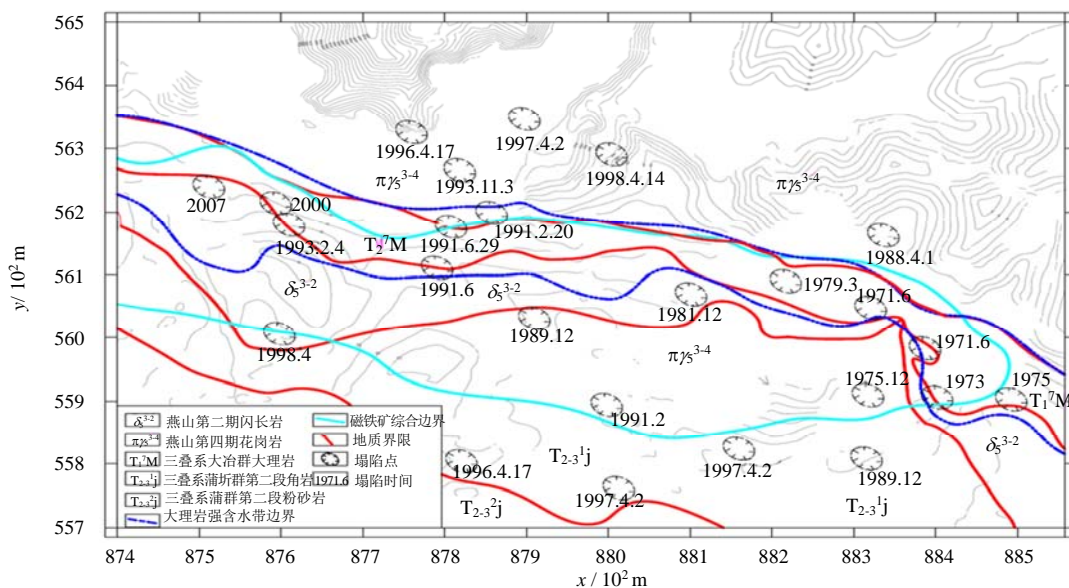 565
564
563
562
561
560
559
558
557
y/ 10² m
874
875
876
877
878
879
880
881
882
883
884
885
x / 10² m
1996.4.17
1997.4.2
1993.11.3
1998.4.14
πγ₅³⁻⁴
πγ₅³⁻⁴
2007
2000
1993.2.4
T₂⁷M
1991.6.29
1991.2.20
1988.4.1
δ₅³⁻²
1991.6
δ₅³⁻²
1979.3
1971.6
1981.12
1998.4
1989.12
πγ₅³⁻⁴
1971.6
1975.12
1973
1975
T₁⁷M
1991.2
δ₅³⁻²
T₂₋₃¹j
1996.4.17
1997.4.2
1989.12
T₂₋₃²j
1997.4.2
T₂₋₃¹j
δ₅³⁻² 燕山第二期闪长岩
πγ₅³⁻⁴ 燕山第四期花岗岩
T₁⁷M 三叠系大冶群大理岩
T₂₋₃¹j 三叠系蒲圻群第二段角岩
T₂₋₃²j 三叠系蒲群第二段粉砂岩
大理岩强含水带边界
磁铁矿综合边界
地质界限
塌陷点
1971.6 塌陷时间